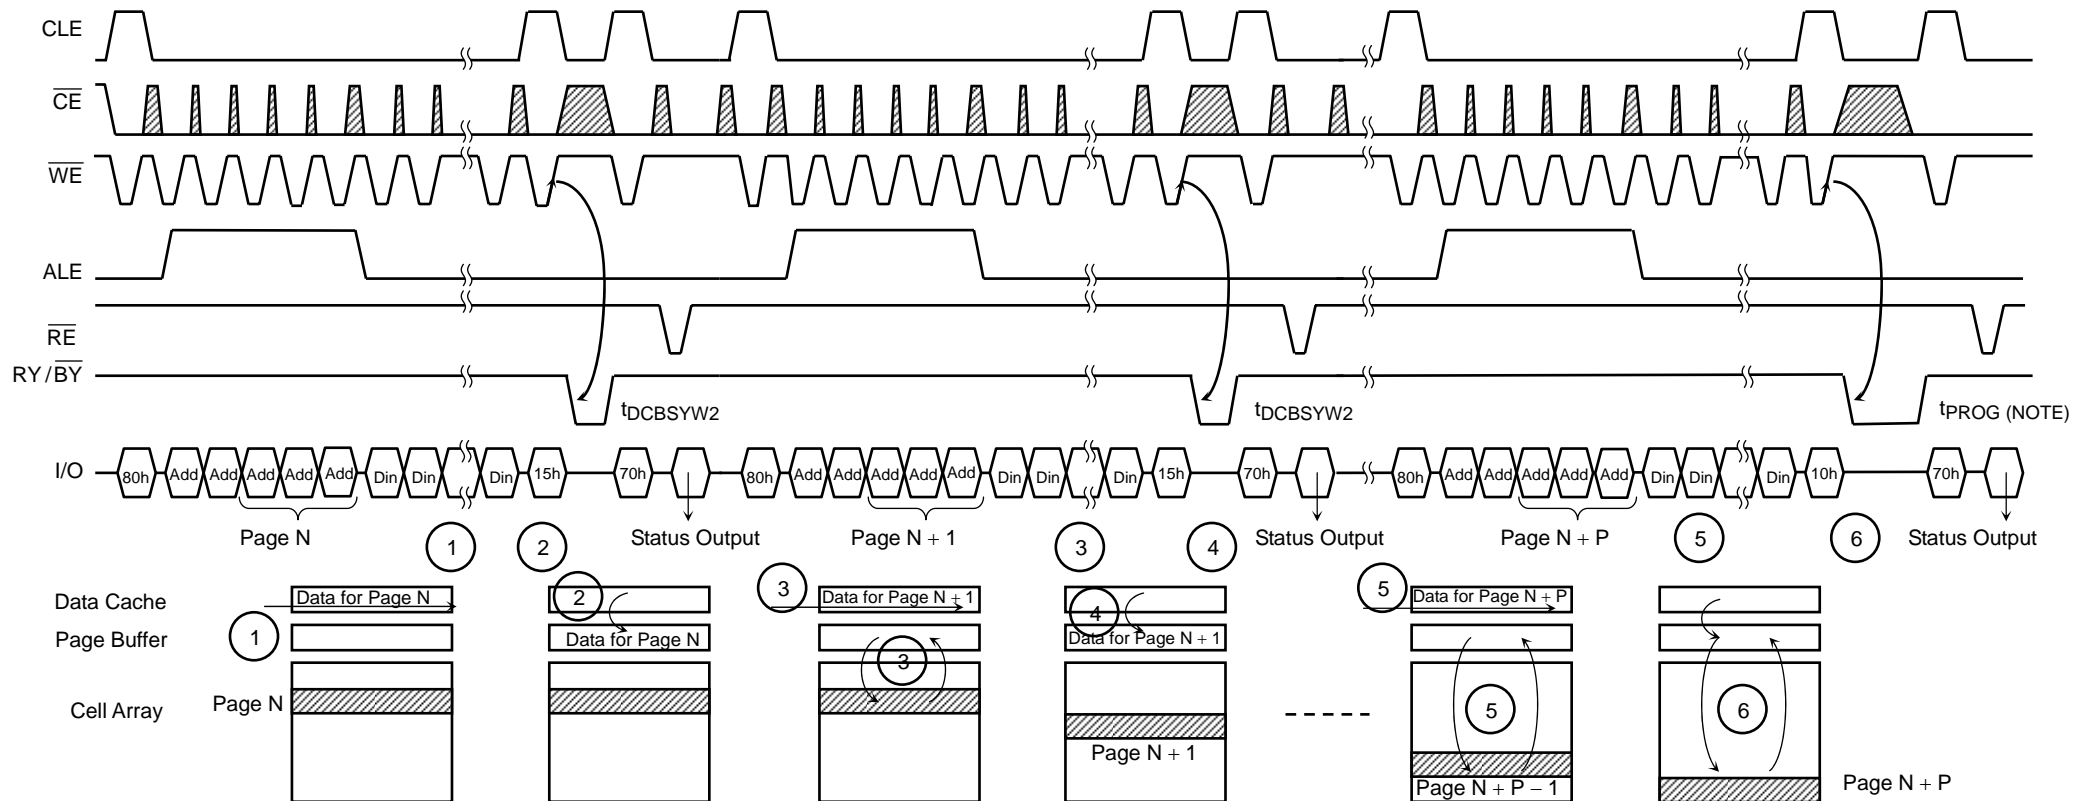 CLE
CE
WE
ALE
RE
RY/BY
tDCBSYW2 tDCBSYW2 tPROG (NOTE)
I/O 80h Add Add Add Add Add Din Din Din 15h 70h 80h Add Add Add Add Add Din Din Din 15h 70h 80h Add Add Add Add Add Din Din Din 10h 70h
Page N 1 2 Status Output Page N + 1 3 4 Status Output Page N + P 5 6 Status Output
Data Cache Data for Page N 2 3 Data for Page N + 1 4 5 Data for Page N + P
Page Buffer 1 Data for Page N 3 Data for Page N + 1
Cell Array Page N 5 6
Page N + 1
Page N + P − 1 Page N + P